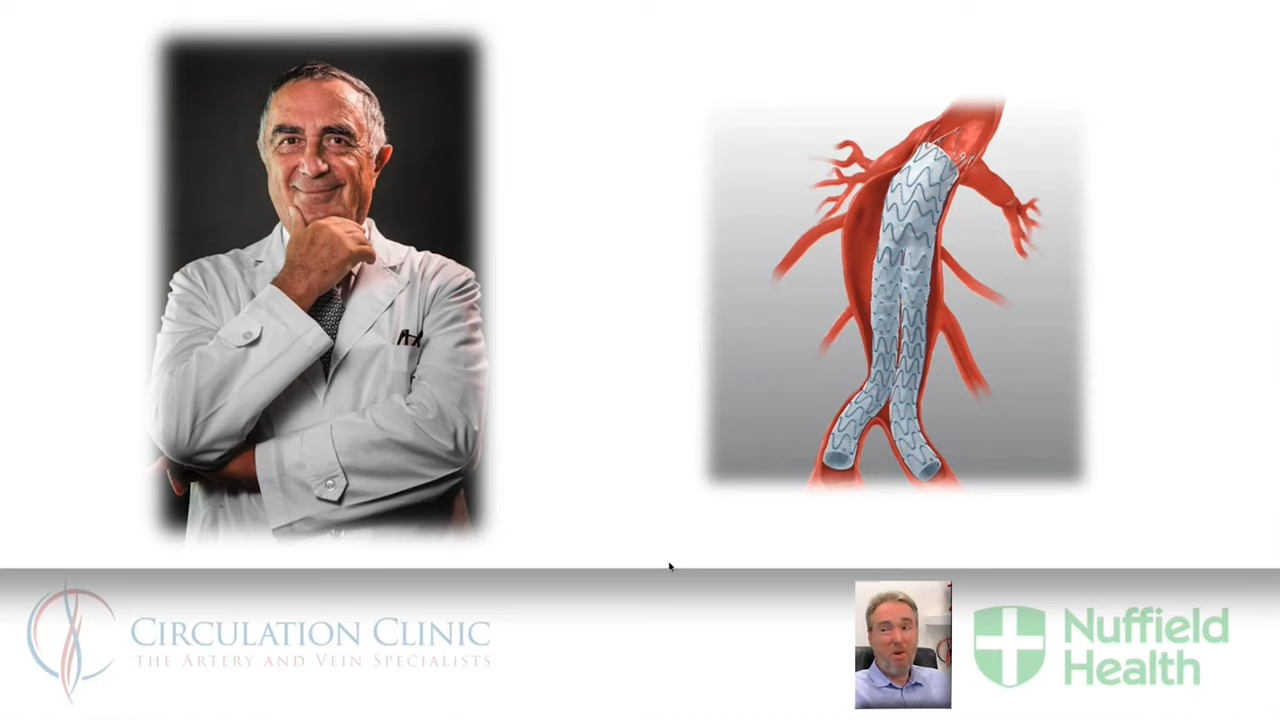 CIRCULATION CLINIC
THE ARTERY AND VEIN SPECIALISTS
Nuffield
Health